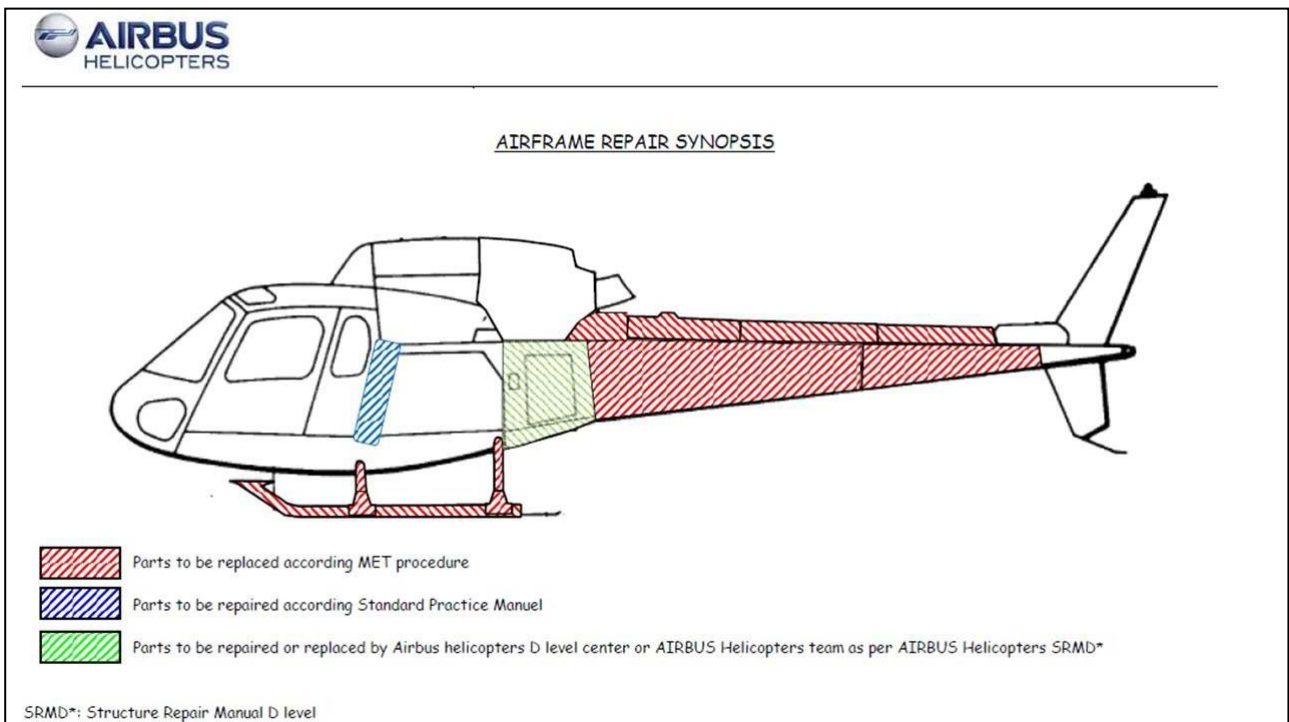 AIRBUS
HELICOPTERS
AIRFRAME REPAIR SYNOPSIS
Parts to be replaced according MET procedure
Parts to be repaired according Standard Practice Manuel
Parts to be repaired or replaced by Airbus helicopters D level center or AIRBUS Helicopters team as per AIRBUS Helicopters SRMD*
SRMD*: Structure Repair Manual D level